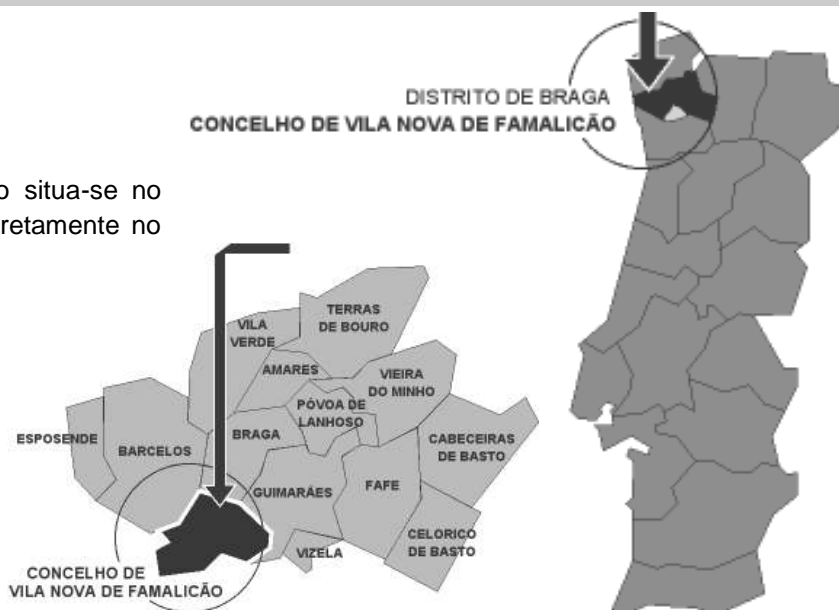 DISTRITO DE BRAGA
CONCELHO DE VILA NOVA DE FAMALICÃO
o situa-se no
retamente no
TERRAS
DE BOURO
VILA
VERDE
AMARES
VIEIRA
DO MINHO
PÓVOA DE
LANHOSO
ESPOSENDE
BARCELOS
BRAGA
CABECEIRAS
DE BASTO
GUIMARÃES
FAFE
CELORICO
DE BASTO
VIZELA
CONCELHO DE
VILA NOVA DE FAMALICÃO